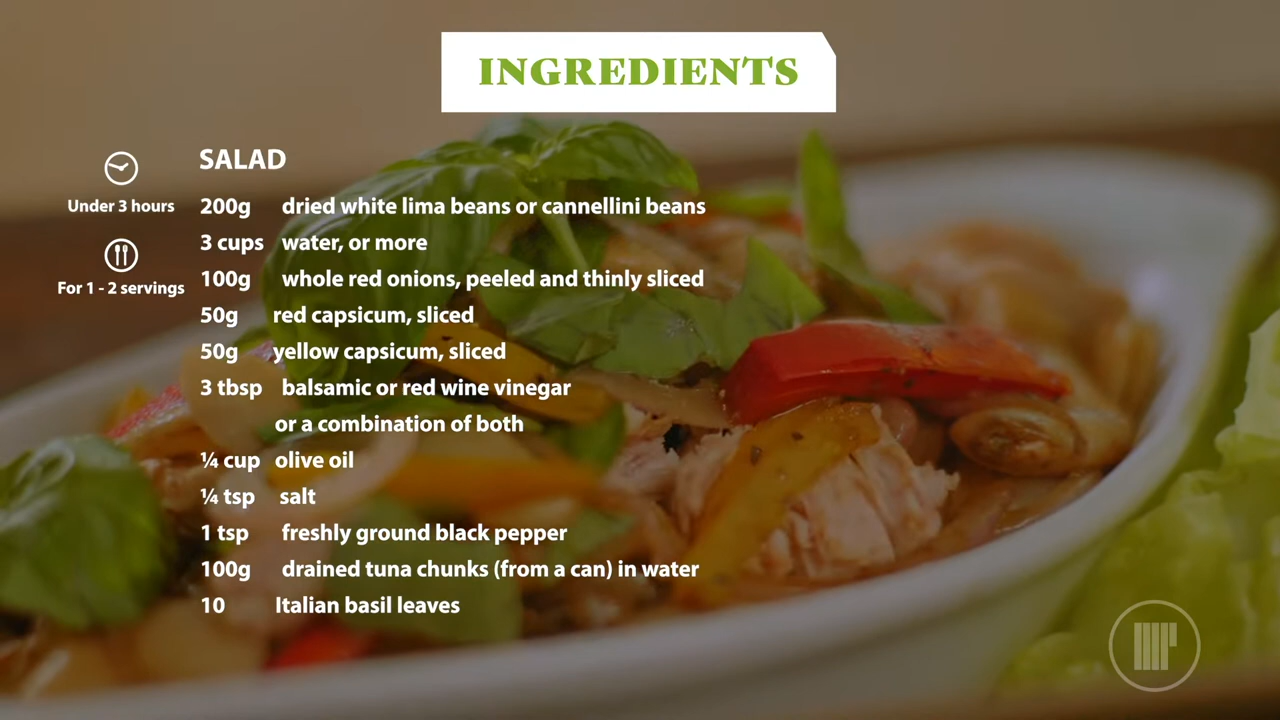 INGREDIENTS
SALAD
Under 3 hours
For 1 - 2 servings
200g dried white lima beans or cannellini beans
3 cups water, or more
100g whole red onions, peeled and thinly sliced
50g red capsicum, sliced
50g yellow capsicum, sliced
3 tbsp balsamic or red wine vinegar
or a combination of both
¼ cup olive oil
¼ tsp salt
1 tsp freshly ground black pepper
100g drained tuna chunks (from a can) in water
10 Italian basil leaves